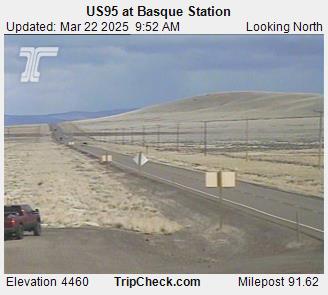 US95 at Basque Station
Updated: Mar 22 2025 9:52 AM Looking North
Elevation 4460 TripCheck.com Milepost 91.62